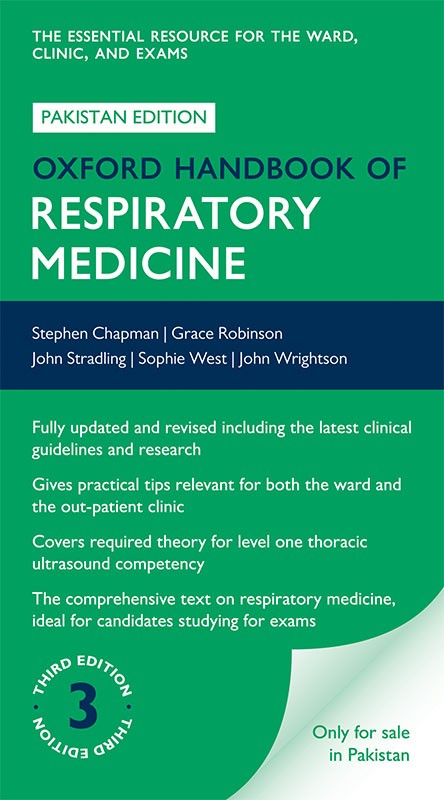 THE ESSENTIAL RESOURCE FOR THE WARD,
CLINIC, AND EXAMS
PAKISTAN EDITION
OXFORD HANDBOOK OF
RESPIRATORY
MEDICINE
Stephen Chapman | Grace Robinson
John Stradling | Sophie West | John Wrightson
Fully updated and revised including the latest clinical
guidelines and research
Gives practical tips relevant for both the ward and
the out-patient clinic
Covers required theory for level one thoracic
ultrasound competency
The comprehensive text on respiratory medicine,
ideal for candidates studying for exams
THIRD EDITION
3
THIRD EDITION
Only for sale
in Pakistan